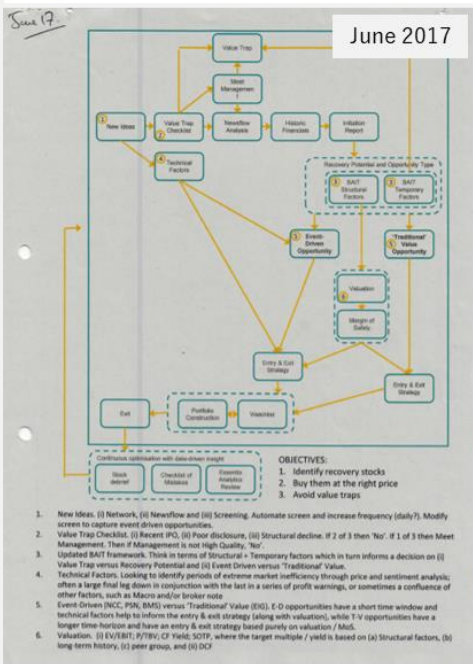 June 17.
June 2017
Value Trap
Meet
Managemen
t
1
New Ideas
Value Trap
Checklist
2
Newsflow
Analysis
Historic
Financials
Initiation
Report
4
Technical
Factors
Recovery Potential and Opportunity Type
3
BAIT
Structural
Factors
3
BAIT
Temporary
Factors
5
Event-
Driven
Opportunity
'Traditional'
5
Value
Opportunity
Valuation
6
Margin of
Safety
Entry & Exit
Strategy
Entry & Exit
Strategy
Exit
Portfolio
Construction
Watchlist
Continuous optimisation with data-driven insight
Stock
debrief
Checklist of
Mistakes
Essentia
Analytics
Review
OBJECTIVES:
1. Identify recovery stocks
2. Buy them at the right price
3. Avoid value traps
1. New Ideas. (i) Network, (ii) Newsflow and (iii) Screening. Automate screen and increase frequency (daily?). Modify
screen to capture event driven opportunities.
2. Value Trap Checklist. (i) Recent IPO, (ii) Poor disclosure, (iii) Structural decline. If 2 of 3 then 'No'. If 1 of 3 then Meet
Management. Then if Management is not High Quality, 'No'.
3. Updated BAIT framework. Think in terms of Structural + Temporary factors which in turn informs a decision on (i)
Value Trap versus Recovery Potential and (ii) Event Driven versus 'Traditional' Value.
4. Technical Factors. Looking to identify periods of extreme market inefficiency through price and sentiment analysis;
often a large final leg down in conjunction with the last in a series of profit warnings, or sometimes a confluence of
other factors, such as Macro and/or broker note
5. Event-Driven (NCC, PSN, BMS) versus 'Traditional Value (EIG). E-D opportunities have a short time window and
technical factors help to inform the entry & exit strategy (along with valuation), while T-V opportunities have a
longer time-horizon and have an entry & exit strategy based purely on valuation / MoS.
6. Valuation. (i) EV/EBIT; P/TBV; CF Yield; SOTP, where the target multiple / yield is based on (a) Structural factors, (b)
long-term history, (c) peer group, and (ii) DCF